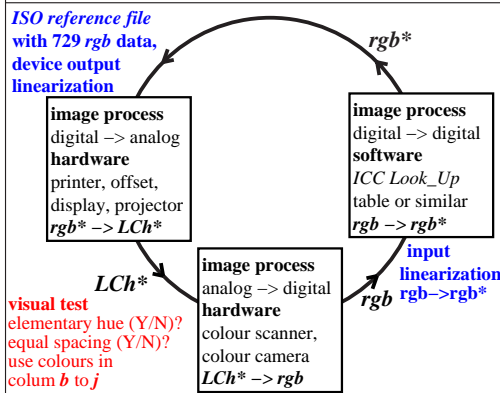 ISO reference file
with 729 rgb data,
device output
linearization
rgb*
image process
digital –> analog
hardware
printer, offset,
display, projector
rgb* –> LCh*
image process
digital –> digital
software
ICC Look_Up
table or similar
rgb –> rgb*
LCh*
image process
analog –> digital
hardware
colour scanner,
colour camera
LCh* –> rgb
rgb
input
linearization
rgb–>rgb*
visual test
elementary hue (Y/N)?
equal spacing (Y/N)?
use colours in
colum b to j